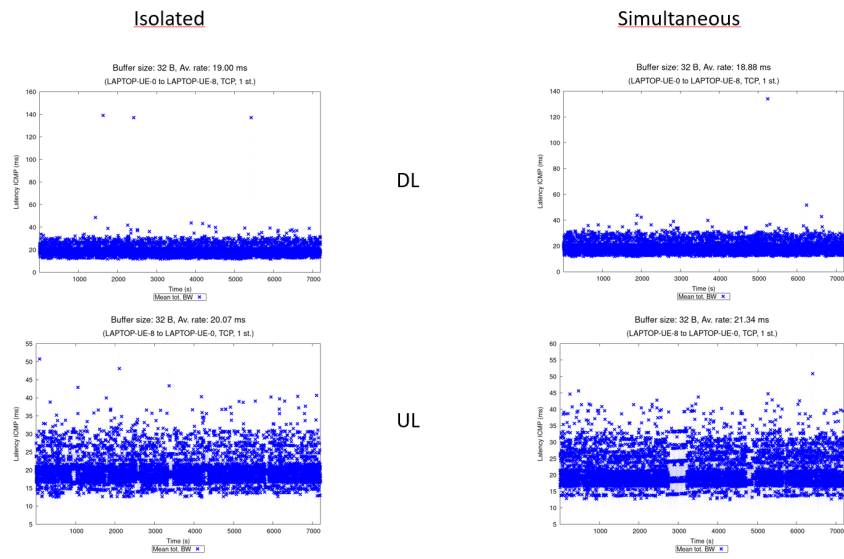 Isolated
Simultaneous
Buffer size: 32 B, Av. rate: 19.00 ms
(LAPTOP-UE-0 to LAPTOP-UE-8, TCP, 1 st.)
160
140
120
100
80
60
40
20
0
Latency ICMP (ms)
1000 2000 3000 4000 5000 6000 7000
Time (s)
Mean tot. BW
DL
Buffer size: 32 B, Av. rate: 18.88 ms
(LAPTOP-UE-0 to LAPTOP-UE-8, TCP, 1 st.)
140
120
100
80
60
40
20
0
Latency ICMP (ms)
1000 2000 3000 4000 5000 6000 7000
Time (s)
Mean tot. BW
Buffer size: 32 B, Av. rate: 20.07 ms
(LAPTOP-UE-8 to LAPTOP-UE-0, TCP, 1 st.)
55
50
45
40
35
30
25
20
15
10
5
Latency ICMP (ms)
1000 2000 3000 4000 5000 6000 7000
Time (s)
Mean tot. BW
UL
Buffer size: 32 B, Av. rate: 21.34 ms
(LAPTOP-UE-8 to LAPTOP-UE-0, TCP, 1 st.)
60
55
50
45
40
35
30
25
20
15
10
5
Latency ICMP (ms)
1000 2000 3000 4000 5000 6000 7000
Time (s)
Mean tot. BW